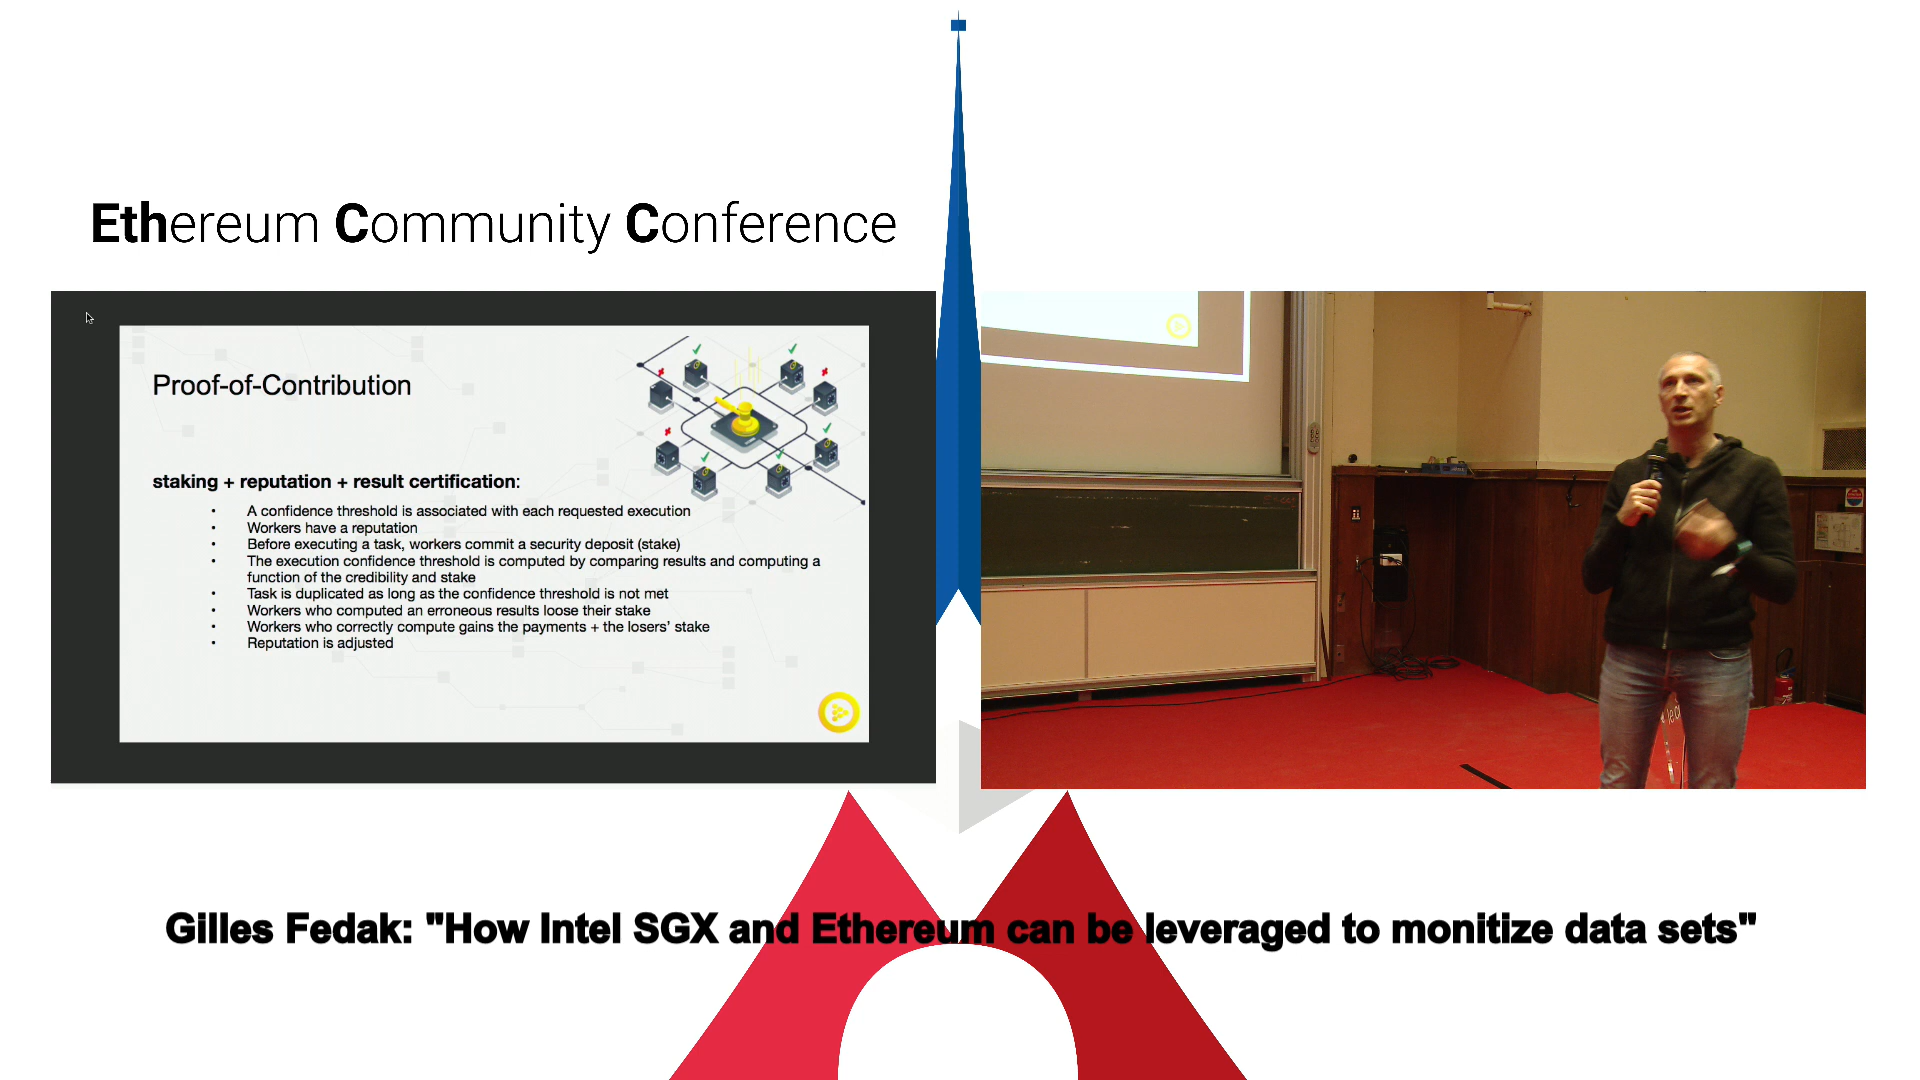 Ethereum Community Conference
Proof-of-Contribution
staking + reputation + result certification:
• A confidence threshold is associated with each requested execution
• Workers have a reputation
• Before executing a task, workers commit a security deposit (stake)
• The execution confidence threshold is computed by comparing results and computing a
function of the credibility and stake
• Task is duplicated as long as the confidence threshold is not met
• Workers who computed an erroneous results loose their stake
• Workers who correctly compute gains the payments + the losers' stake
• Reputation is adjusted
Gilles Fedak: "How Intel SGX and Ethereum can be leveraged to monitize data sets"